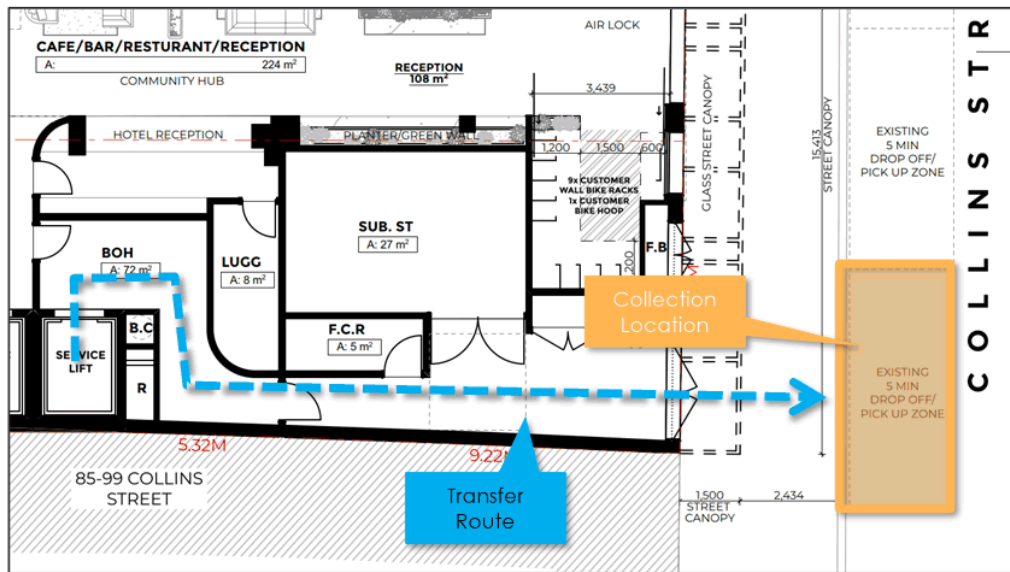 AIR LOCK
CAFE/BAR/RESTURANT/RECEPTION
A: 224 m²
COMMUNITY HUB
RECEPTION
108 m²
3,439
HOTEL RECEPTION
PLANTER/GREEN WALL
1,200 1,500 600
9x CUSTOMER
WALL BIKE RACKS
1x CUSTOMER
BIKE HOOP
GLASS STREET CANOPY
15,413
STREET CANOPY
EXISTING
5 MIN
DROP OFF/
PICK UP ZONE
COLLINS STR
SUB. ST
A: 27 m²
BOH
A: 72 m²
LUGG
A: 8 m²
F.B
,200
M
Collection
Location
B.C
F.C.R
A: 5 m²
SERVICE
LIFT
R
EXISTING
5 MIN
DROP OFF/
PICK UP ZONE
5.32M
9.22M
85-99 COLLINS
STREET
Transfer
Route
1,500 2,434
STREET
CANOPY